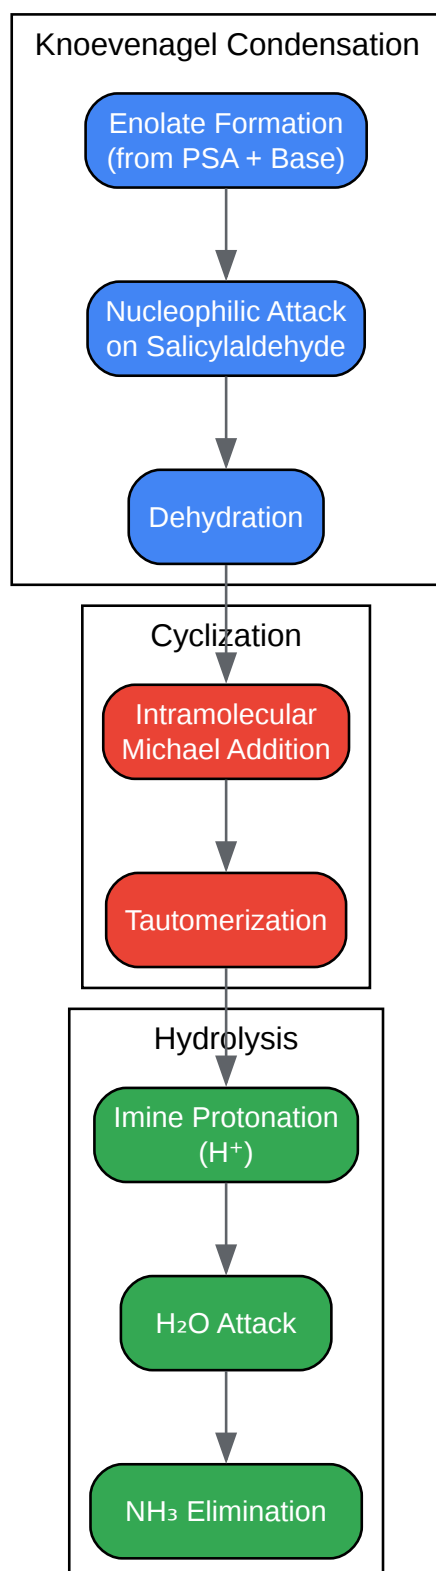 Knoevenagel Condensation
Enolate Formation
(from PSA + Base)
Nucleophilic Attack
on Salicylaldehyde
Dehydration
Cyclization
Intramolecular
Michael Addition
Tautomerization
Hydrolysis
Imine Protonation
(H⁺)
H₂O Attack
NH₃ Elimination